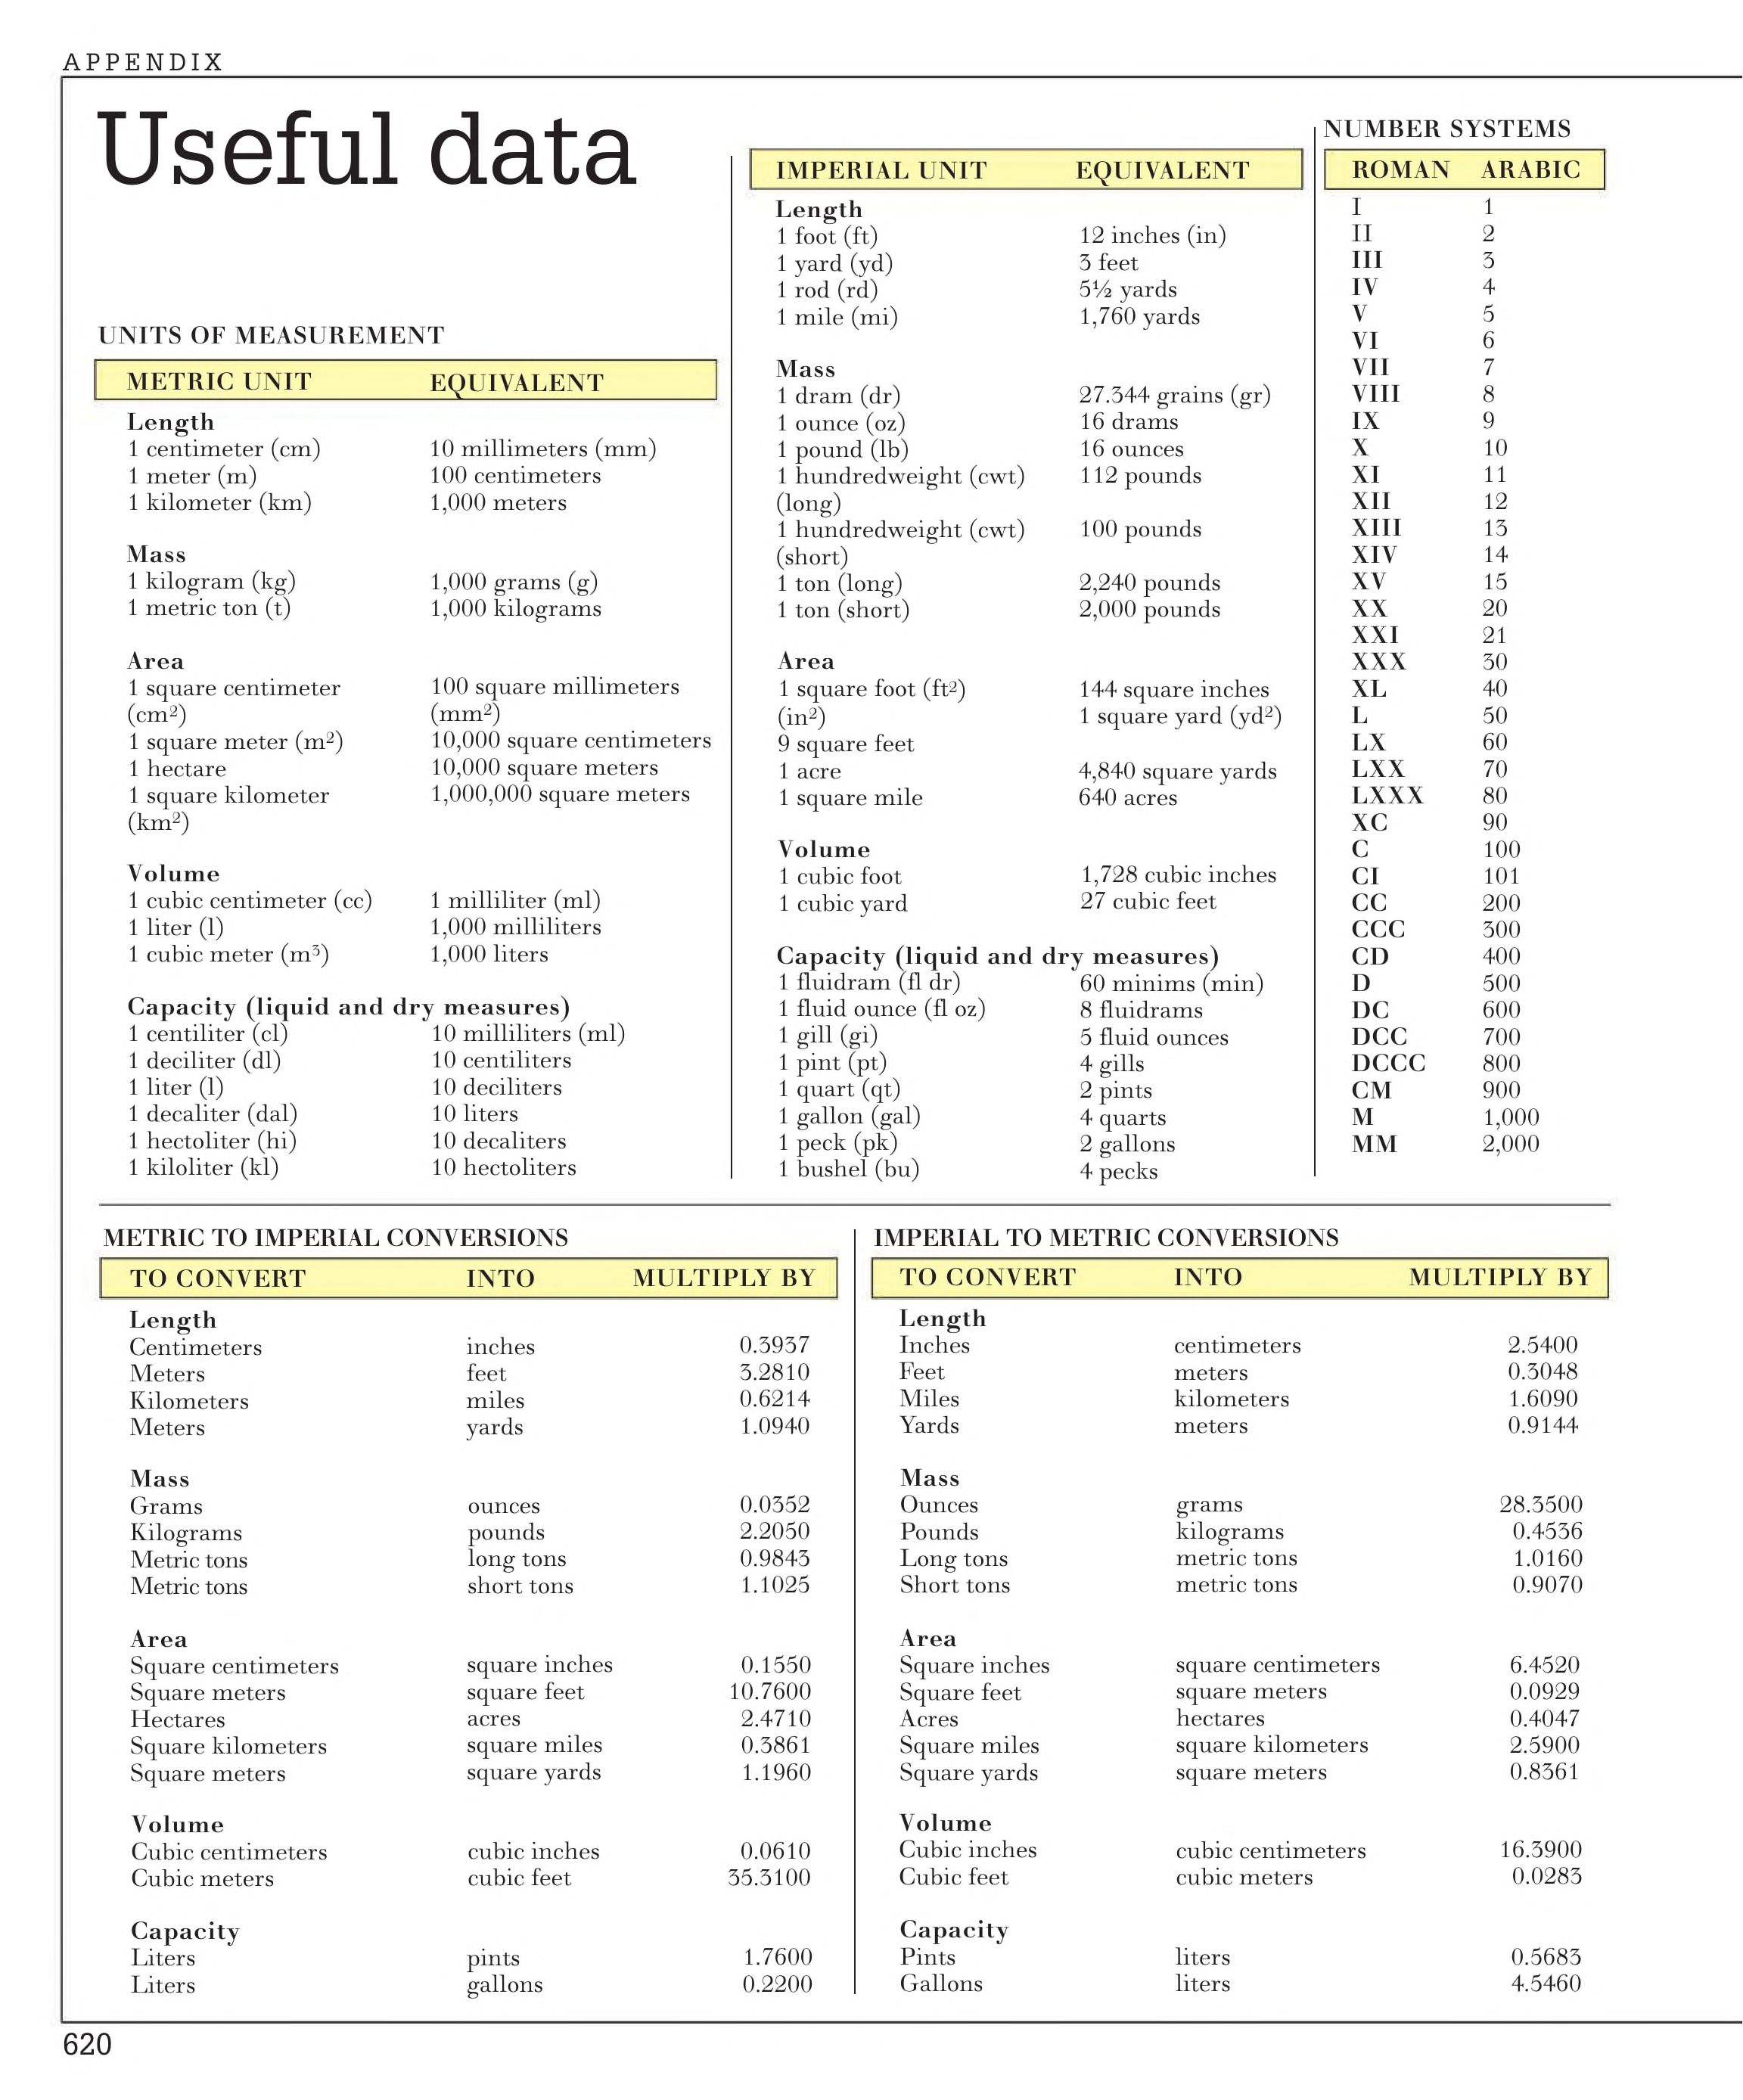 APPENDIX
Useful data
UNITS OF MEASUREMENT
METRIC UNIT EQUIVALENT
Length
1 centimeter (cm) 10 millimeters (mm)
1 meter (m) 100 centimeters
1 kilometer (km) 1,000 meters
Mass
1 kilogram (kg) 1,000 grams (g)
1 metric ton (t) 1,000 kilograms
Area
1 square centimeter 100 square millimeters
(cm²) (mm²)
1 square meter (m²) 10,000 square centimeters
1 hectare 10,000 square meters
1 square kilometer 1,000,000 square meters
(km²)
Volume
1 cubic centimeter (cc) 1 milliliter (ml)
1 liter (l) 1,000 milliliters
1 cubic meter (m³) 1,000 liters
Capacity (liquid and dry measures)
1 centiliter (cl) 10 milliliters (ml)
1 deciliter (dl) 10 centiliters
1 liter (l) 10 deciliters
1 decaliter (dal) 10 liters
1 hectoliter (hi) 10 decaliters
1 kiloliter (kl) 10 hectoliters
IMPERIAL UNIT EQUIVALENT
Length
1 foot (ft) 12 inches (in)
1 yard (yd) 3 feet
1 rod (rd) 5½ yards
1 mile (mi) 1,760 yards
Mass
1 dram (dr) 27.344 grains (gr)
1 ounce (oz) 16 drams
1 pound (lb) 16 ounces
1 hundredweight (cwt) 112 pounds
(long)
1 hundredweight (cwt) 100 pounds
(short)
1 ton (long) 2,240 pounds
1 ton (short) 2,000 pounds
Area
1 square foot (ft²) 144 square inches
(in²) 1 square yard (yd²)
9 square feet
1 acre 4,840 square yards
1 square mile 640 acres
Volume
1 cubic foot 1,728 cubic inches
1 cubic yard 27 cubic feet
Capacity (liquid and dry measures)
1 fluidram (fl dr) 60 minims (min)
1 fluid ounce (fl oz) 8 fluidrams
1 gill (gi) 5 fluid ounces
1 pint (pt) 4 gills
1 quart (qt) 2 pints
1 gallon (gal) 4 quarts
1 peck (pk) 2 gallons
1 bushel (bu) 4 pecks
NUMBER SYSTEMS
ROMAN ARABIC
I 1
II 2
III 3
IV 4
V 5
VI 6
VII 7
VIII 8
IX 9
X 10
XI 11
XII 12
XIII 13
XIV 14
XV 15
XX 20
XXI 21
XXX 30
XL 40
L 50
LX 60
LXX 70
LXXX 80
XC 90
C 100
CI 101
CC 200
CCC 300
CD 400
D 500
DC 600
DCC 700
DCCC 800
CM 900
M 1,000
MM 2,000
METRIC TO IMPERIAL CONVERSIONS
TO CONVERT INTO MULTIPLY BY
Length
Centimeters inches 0.3937
Meters feet 3.2810
Kilometers miles 0.6214
Meters yards 1.0940
Mass
Grams ounces 0.0352
Kilograms pounds 2.2050
Metric tons long tons 0.9843
Metric tons short tons 1.1025
Area
Square centimeters square inches 0.1550
Square meters square feet 10.7600
Hectares acres 2.4710
Square kilometers square miles 0.3861
Square meters square yards 1.1960
Volume
Cubic centimeters cubic inches 0.0610
Cubic meters cubic feet 35.3100
Capacity
Liters pints 1.7600
Liters gallons 0.2200
IMPERIAL TO METRIC CONVERSIONS
TO CONVERT INTO MULTIPLY BY
Length
Inches centimeters 2.5400
Feet meters 0.3048
Miles kilometers 1.6090
Yards meters 0.9144
Mass
Ounces grams 28.3500
Pounds kilograms 0.4536
Long tons metric tons 1.0160
Short tons metric tons 0.9070
Area
Square inches square centimeters 6.4520
Square feet square meters 0.0929
Acres hectares 0.4047
Square miles square kilometers 2.5900
Square yards square meters 0.8361
Volume
Cubic inches cubic centimeters 16.3900
Cubic feet cubic meters 0.0283
Capacity
Pints liters 0.5683
Gallons liters 4.5460
620